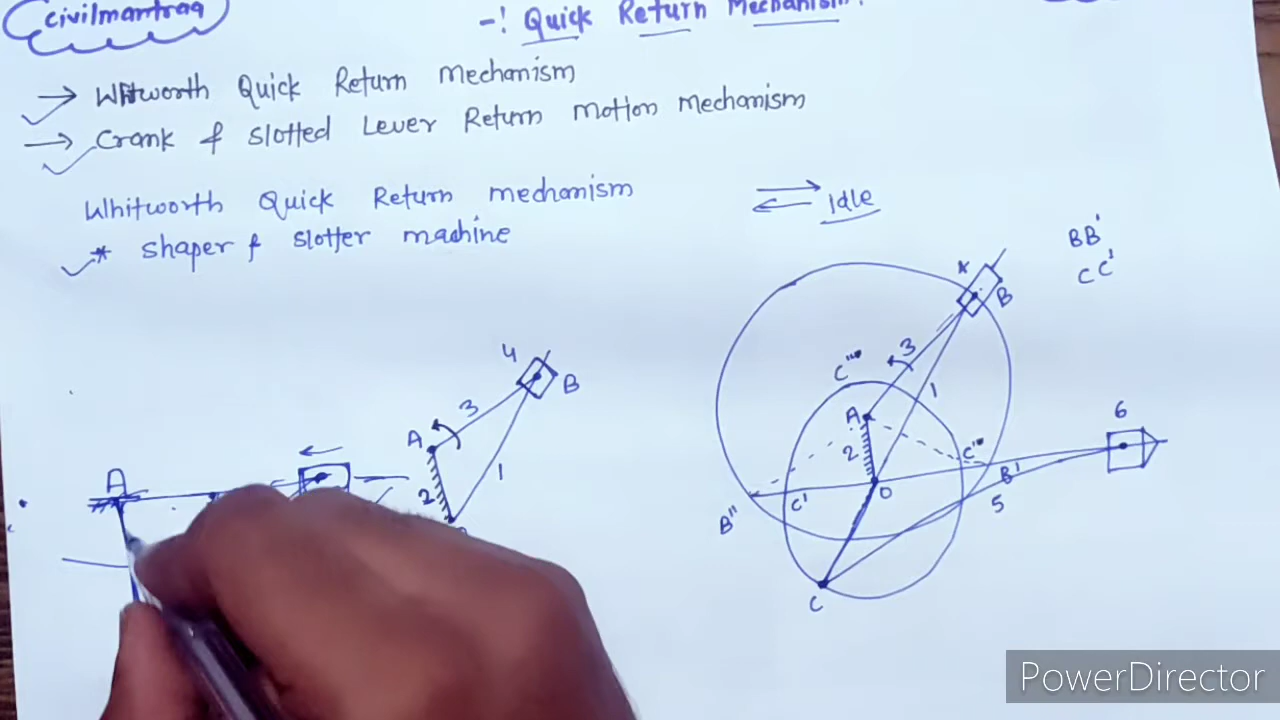 civilmantraa
-! Quick Return Mechanism!
→ Whitworth Quick Return Mechanism
→ Crank & Slotted Lever Return Motion Mechanism
Whitworth Quick Return mechanism
* shaper & slotter machine
Idle
BB'
CC'
4
B
3
A
1
2
A
B
3
C'''
1
A
2
C'''
6
B'
O
C'
5
B''
C
PowerDirector